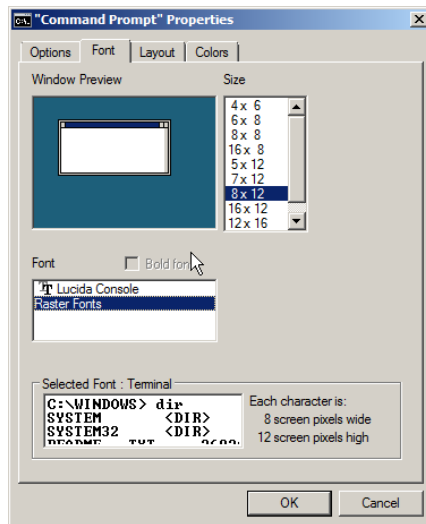 "Command Prompt" Properties
Options Font Layout Colors
Window Preview
Size
4 x 6
6 x 8
8 x 8
16 x 8
5 x 12
7 x 12
8 x 12
16 x 12
12 x 16
Font
Bold fon
Lucida Console
Raster Fonts
Selected Font : Terminal
C:\WINDOWS> dir
SYSTEM <DIR>
SYSTEM32 <DIR>
README TXT
Each character is:
8 screen pixels wide
12 screen pixels high
OK
Cancel